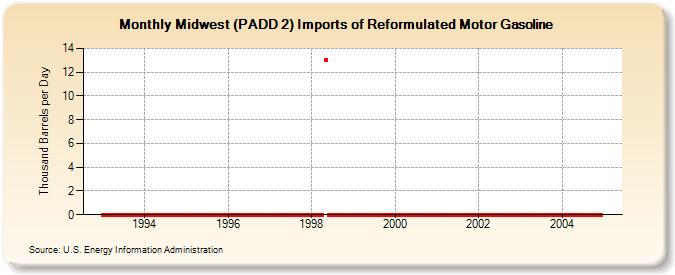 Monthly Midwest (PADD 2) Imports of Reformulated Motor Gasoline
Thousand Barrels per Day
14
12
10
8
6
4
2
0
1994 1996 1998 2000 2002 2004
Source: U.S. Energy Information Administration